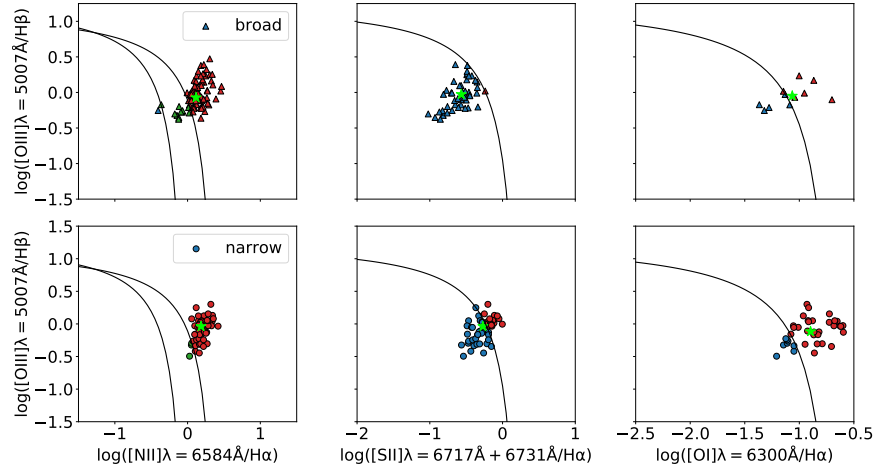 1.0
0.5
0.0
−0.5
−1.0
−1.5
log([OIII]λ = 5007Å/Hβ)
broad
1.5
1.0
0.5
0.0
−0.5
−1.0
−1.5
log([OIII]λ = 5007Å/Hβ)
narrow
−1 0 1
log([NII]λ = 6584Å/Hα)
−2 −1 0 1
log([SII]λ = 6717Å + 6731Å/Hα)
−2.5 −2.0 −1.5 −1.0 −0.5
log([OI]λ = 6300Å/Hα)